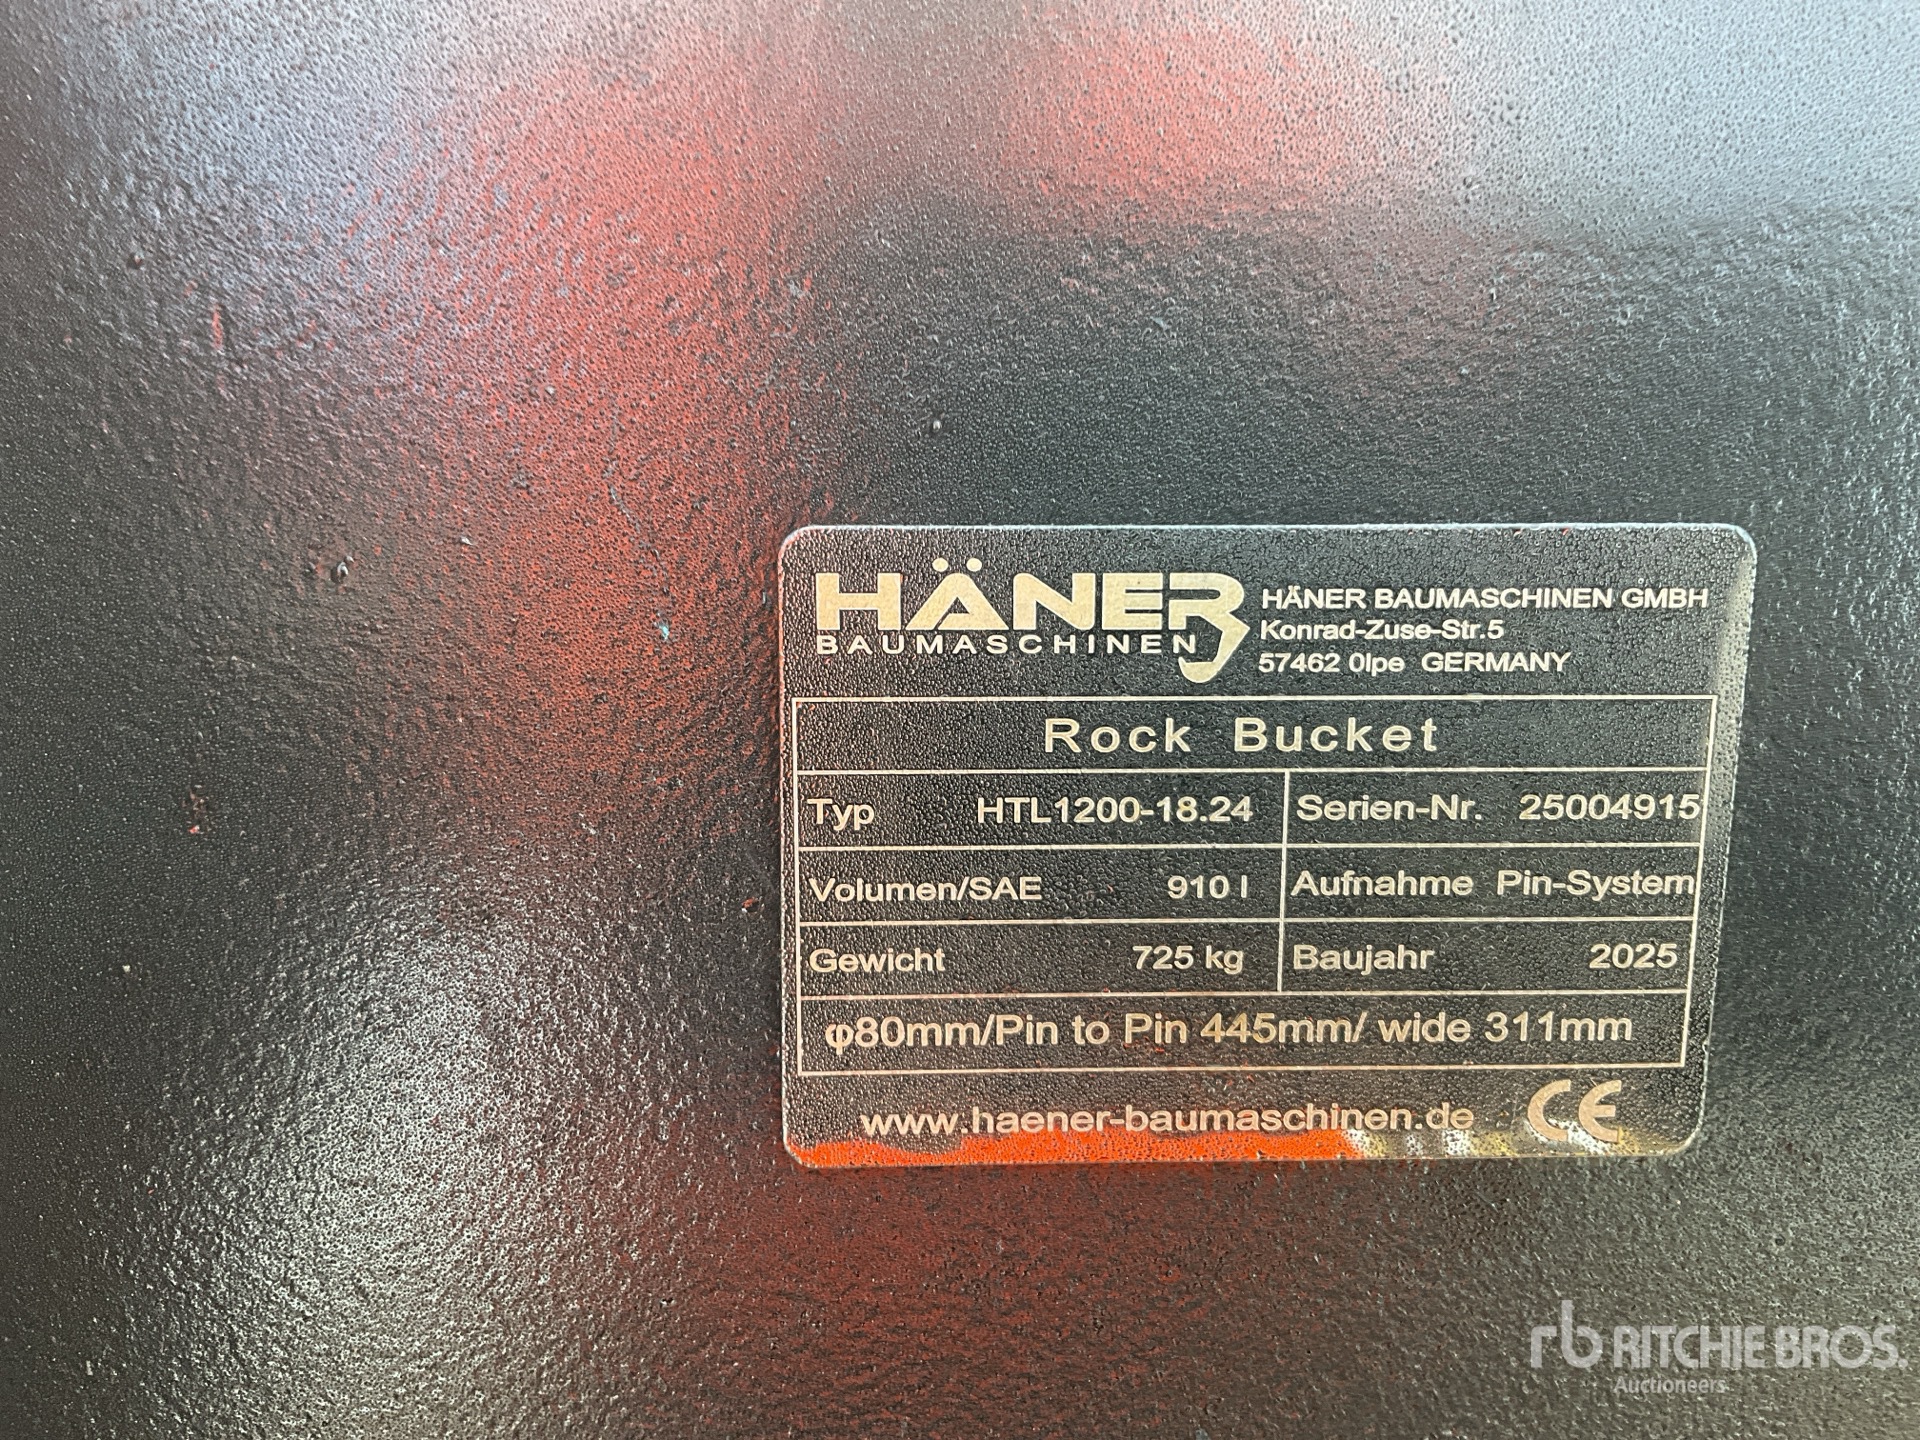 HÄNER
BAUMASCHINEN
HÄNER BAUMASCHINEN GMBH
Konrad-Zuse-Str.5
57462 Olpe GERMANY
Rock Bucket
Typ HTL1200-18.24 Serien-Nr. 25004915
Volumen/SAE 910 l Aufnahme Pin-System
Gewicht 725 kg Baujahr 2025
φ80mm/Pin to Pin 445mm/ wide 311mm
www.haener-baumaschinen.de CE
rb RITCHIE BROS.
Auctioneers